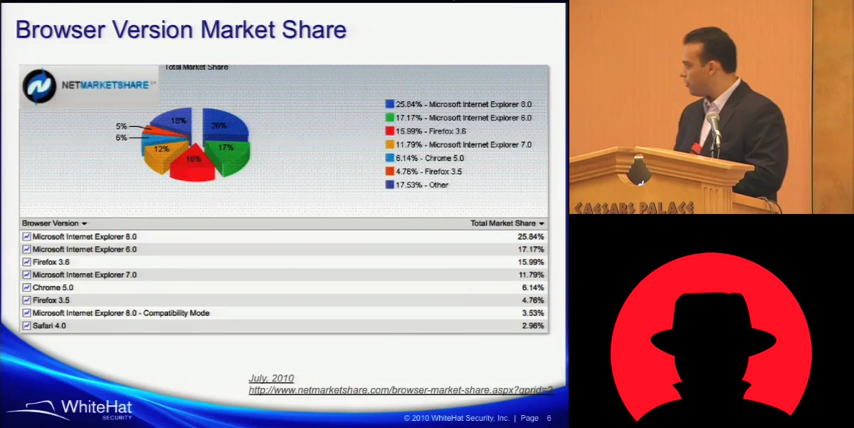 Browser Version Market Share
Total Market Share
NETMARKETSHARE
25.84% - Microsoft Internet Explorer 8.0
17.17% - Microsoft Internet Explorer 6.0
15.99% - Firefox 3.6
11.79% - Microsoft Internet Explorer 7.0
6.14% - Chrome 5.0
4.76% - Firefox 3.5
17.53% - Other
18%
26%
5%
6%
17%
12%
16%
Browser Version Total Market Share
Microsoft Internet Explorer 8.0 25.84%
Microsoft Internet Explorer 6.0 17.17%
Firefox 3.6 15.99%
Microsoft Internet Explorer 7.0 11.79%
Chrome 5.0 6.14%
Firefox 3.5 4.76%
Microsoft Internet Explorer 8.0 - Compatibility Mode 3.53%
Safari 4.0 2.96%
July, 2010
http://www.netmarketshare.com/browser-market-share.aspx?qprid=2
WhiteHat
SECURITY
© 2010 WhiteHat Security, Inc. | Page 6
CAESARS PALACE